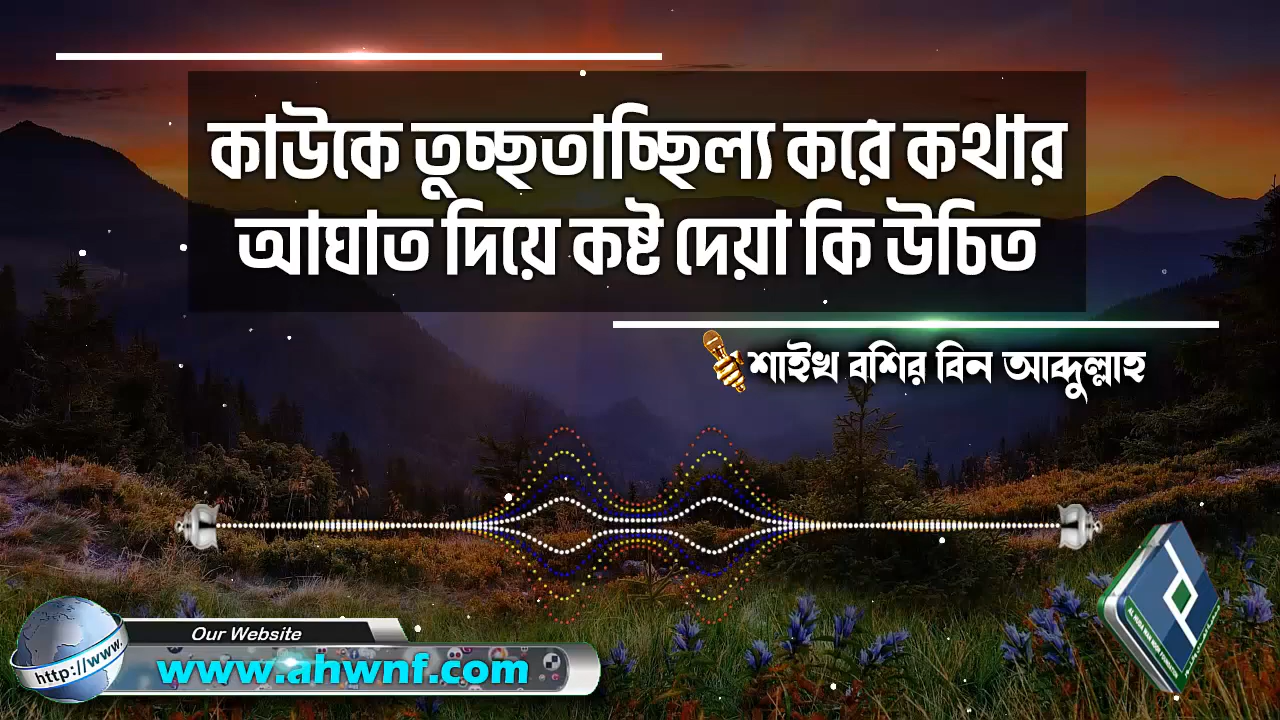 কাউকে তুচ্ছতাচ্ছিল্য করে কথার
আঘাত দিয়ে কষ্ট দেয়া কি উচিত
শাইখ বশির বিন আব্দুল্লাহ
Our Website
http://www.
www.ahwnf.com